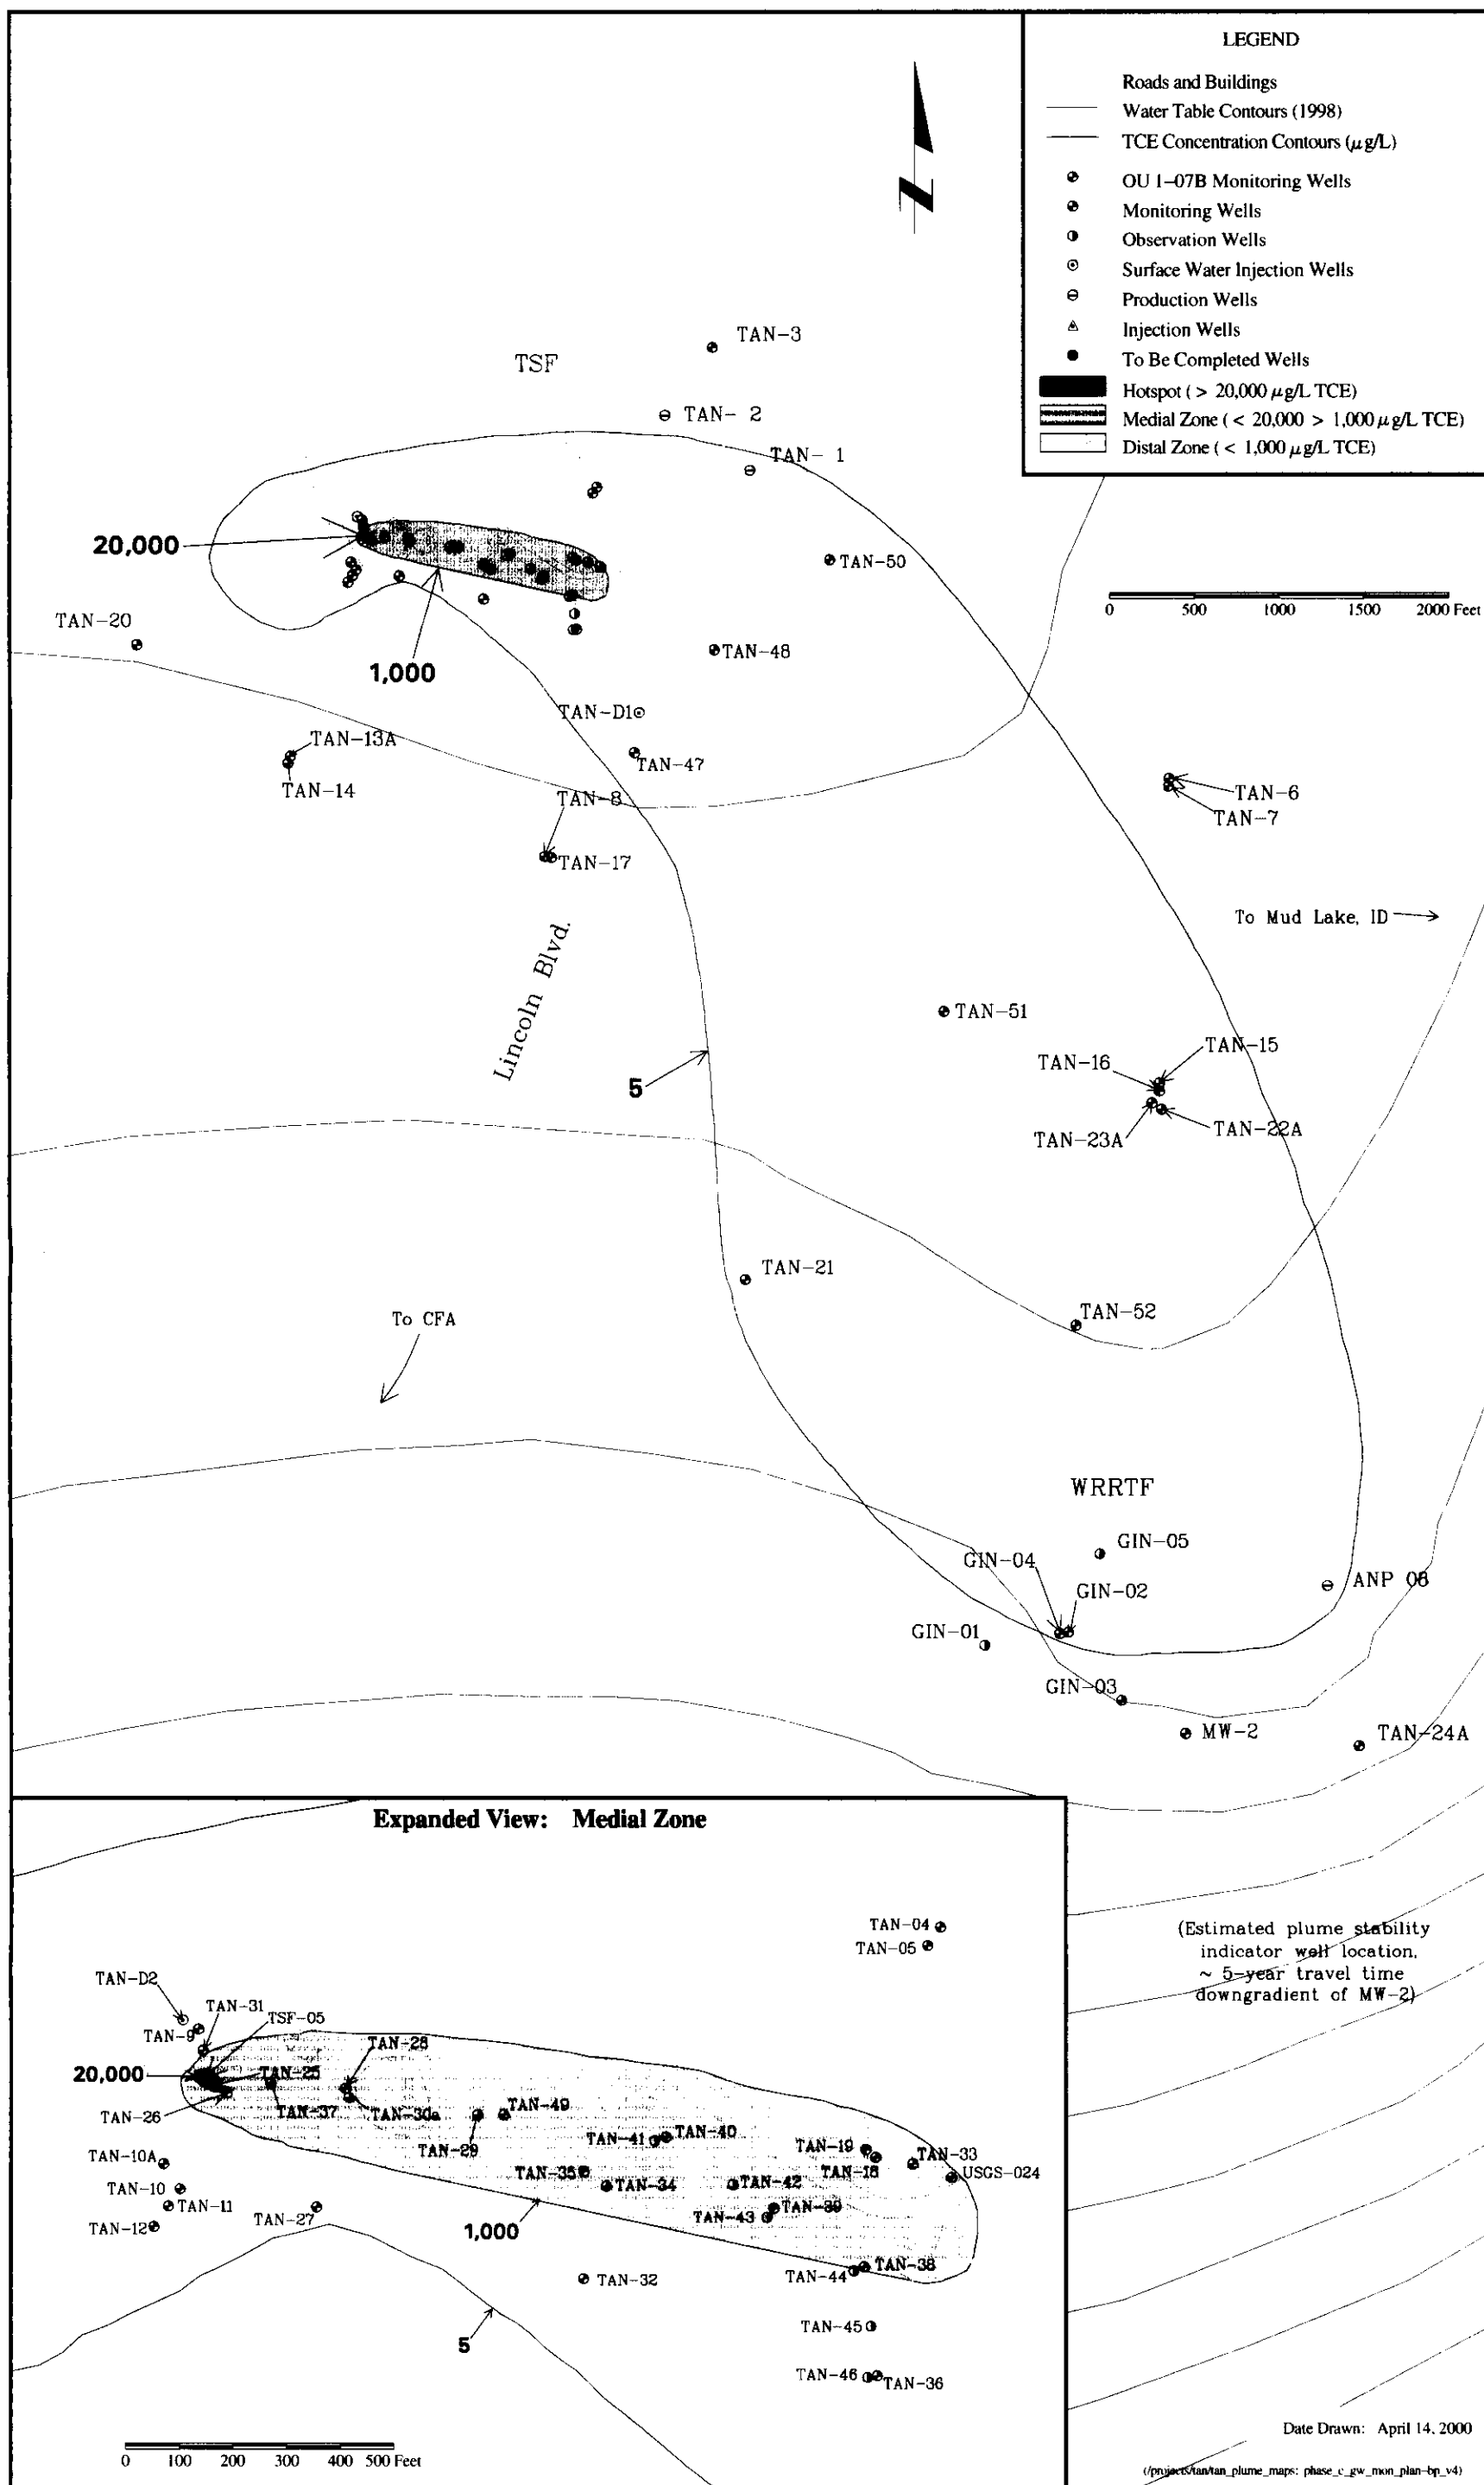 LEGEND
Roads and Buildings
Water Table Contours (1998)
TCE Concentration Contours (μg/L)
OU 1-07B Monitoring Wells
Monitoring Wells
Observation Wells
Surface Water Injection Wells
Production Wells
Injection Wells
To Be Completed Wells
Hotspot ( > 20,000 μg/L TCE)
Medial Zone ( < 20,000 > 1,000 μg/L TCE)
Distal Zone ( < 1,000 μg/L TCE)
N
TAN-3
TSF
TAN- 2
TAN- 1
20,000
TAN-50
0 500 1000 1500 2000 Feet
TAN-20
TAN-48
1,000
TAN-D1
TAN-13A
TAN-47
TAN-14
TAN-8
TAN-6
TAN-7
TAN-17
To Mud Lake, ID
Lincoln Blvd.
TAN-51
TAN-15
TAN-16
5
TAN-22A
TAN-23A
TAN-21
TAN-52
To CFA
WRRTF
GIN-05
GIN-04
ANP 08
GIN-02
GIN-01
GIN-03
MW-2
TAN-24A
Expanded View: Medial Zone
TAN-04
TAN-05
TAN-D2
TAN-31
TSF-05
TAN-9
TAN-28
20,000
TAN-25
TAN-26
TAN-37
TAN-30a
TAN-49
TAN-29
TAN-41
TAN-40
TAN-19
TAN-33
TAN-10A
TAN-35
TAN-18
USGS-024
TAN-10
TAN-34
TAN-42
TAN-11
TAN-27
TAN-39
TAN-12
1,000
TAN-43
TAN-32
TAN-44
TAN-38
5
TAN-45
TAN-46
TAN-36
0 100 200 300 400 500 Feet
(Estimated plume stability
indicator well location,
~ 5-year travel time
downgradient of MW-2)
Date Drawn: April 14, 2000
(/projects/tan/tan_plume_maps: phase_c_gw_mon_plan-bp_v4)